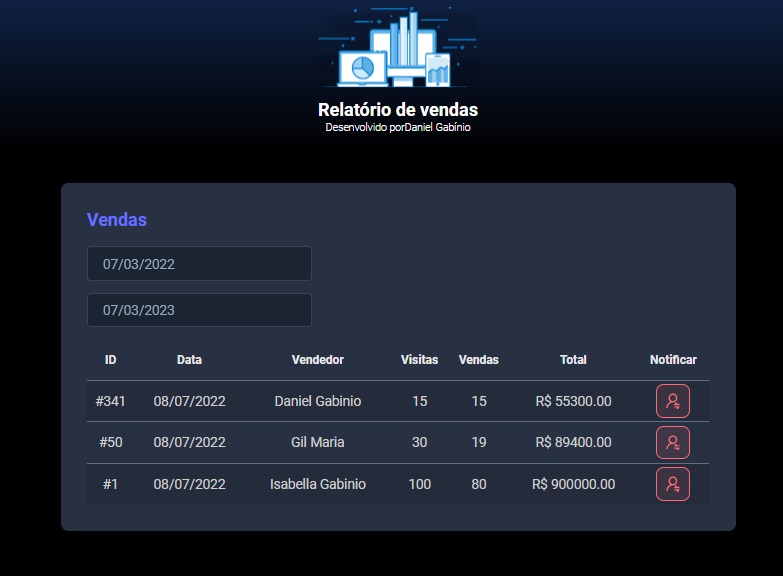 Relatório de vendas
Desenvolvido porDaniel Gabínio
Vendas
07/03/2022
07/03/2023
ID Data Vendedor Visitas Vendas Total Notificar
#341 08/07/2022 Daniel Gabinio 15 15 R$ 55300.00
#50 08/07/2022 Gil Maria 30 19 R$ 89400.00
#1 08/07/2022 Isabella Gabinio 100 80 R$ 900000.00